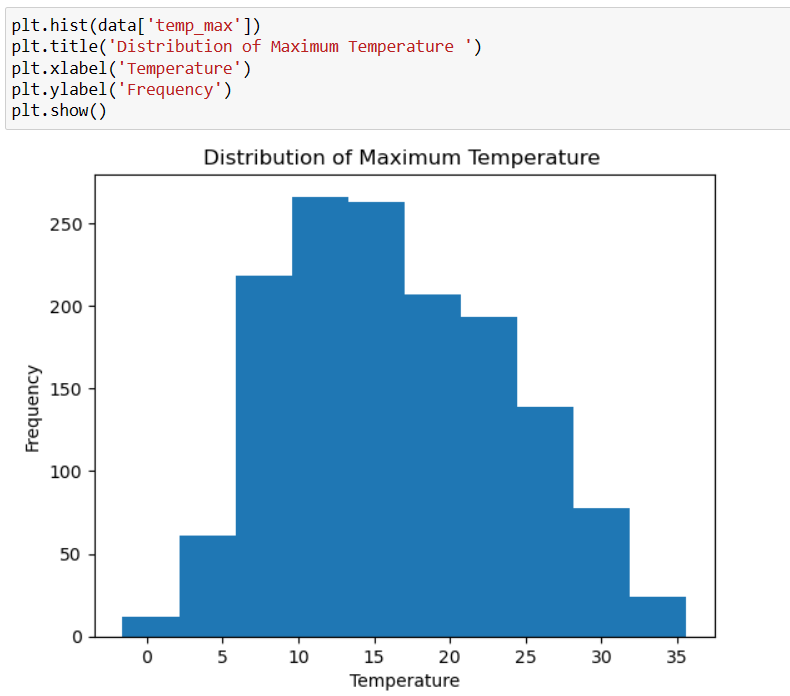 plt.hist(data['temp_max'])
plt.title('Distribution of Maximum Temperature ')
plt.xlabel('Temperature')
plt.ylabel('Frequency')
plt.show()
Distribution of Maximum Temperature
250
200
150
100
50
0
Frequency
0 5 10 15 20 25 30 35
Temperature